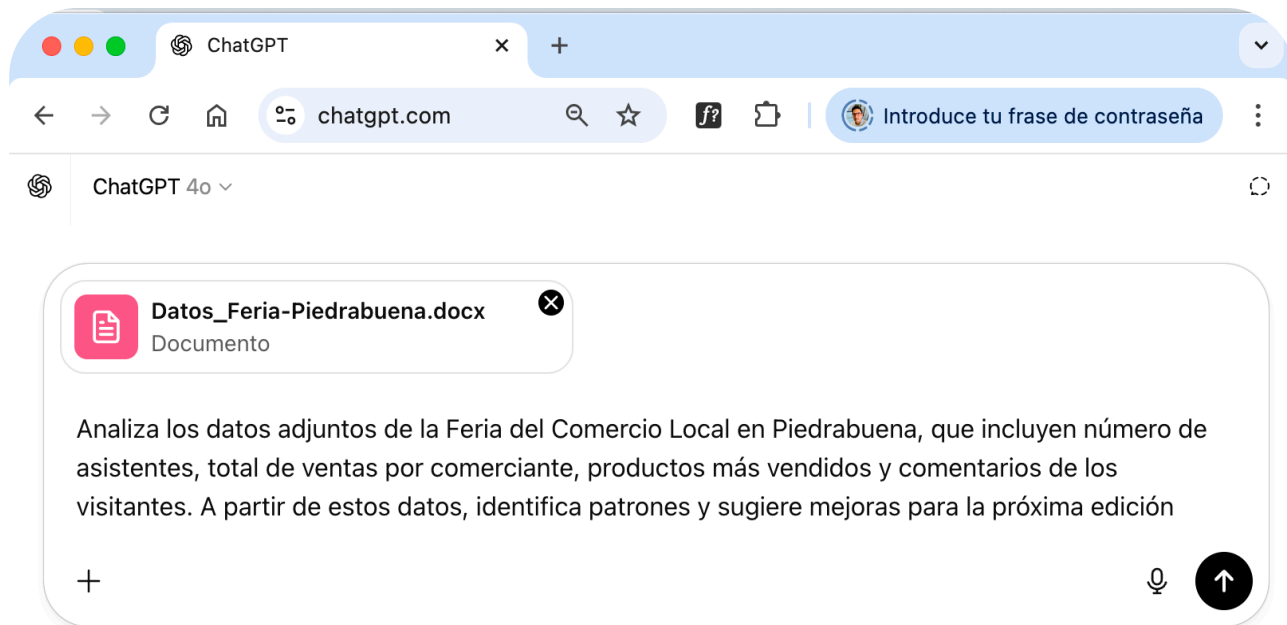 ChatGPT
chatgpt.com
Introduce tu frase de contraseña
ChatGPT 4o
Datos_Feria-Piedrabuena.docx
Documento
Analiza los datos adjuntos de la Feria del Comercio Local en Piedrabuena, que incluyen número de
asistentes, total de ventas por comerciante, productos más vendidos y comentarios de los
visitantes. A partir de estos datos, identifica patrones y sugiere mejoras para la próxima edición